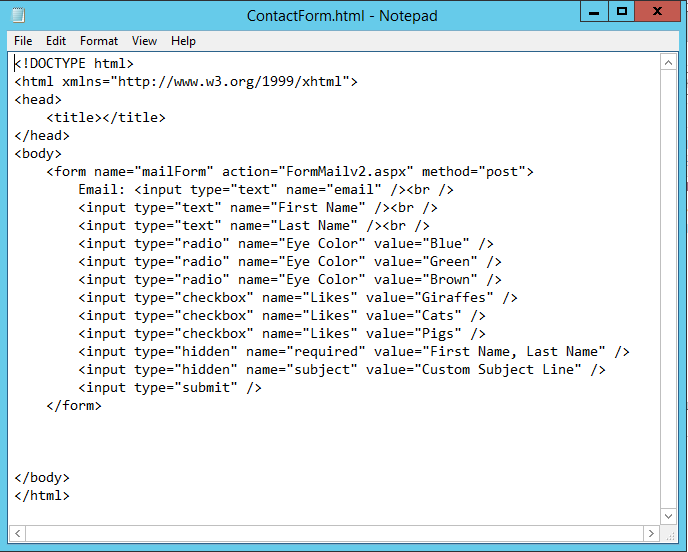 ContactForm.html - Notepad
File Edit Format View Help
<!DOCTYPE html>
<html xmlns="http://www.w3.org/1999/xhtml">
<head>
    <title></title>
</head>
<body>
    <form name="mailForm" action="FormMailv2.aspx" method="post">
        Email: <input type="text" name="email" /><br />
        <input type="text" name="First Name" /><br />
        <input type="text" name="Last Name" /><br />
        <input type="radio" name="Eye Color" value="Blue" />
        <input type="radio" name="Eye Color" value="Green" />
        <input type="radio" name="Eye Color" value="Brown" />
        <input type="checkbox" name="Likes" value="Giraffes" />
        <input type="checkbox" name="Likes" value="Cats" />
        <input type="checkbox" name="Likes" value="Pigs" />
        <input type="hidden" name="required" value="First Name, Last Name" />
        <input type="hidden" name="subject" value="Custom Subject Line" />
        <input type="submit" />
    </form>
</body>
</html>